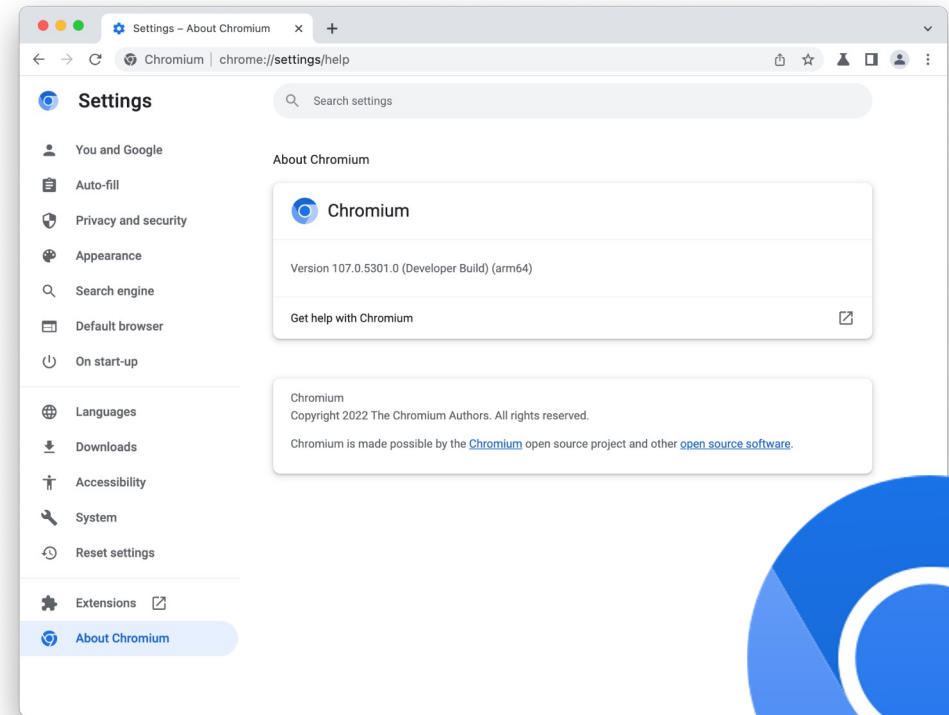 Settings – About Chromium
Chromium | chrome://settings/help
Settings
Search settings
You and Google
Auto-fill
Privacy and security
Appearance
Search engine
Default browser
On start-up
Languages
Downloads
Accessibility
System
Reset settings
Extensions
About Chromium
About Chromium
Chromium
Version 107.0.5301.0 (Developer Build) (arm64)
Get help with Chromium
Chromium
Copyright 2022 The Chromium Authors. All rights reserved.
Chromium is made possible by the Chromium open source project and other open source software.